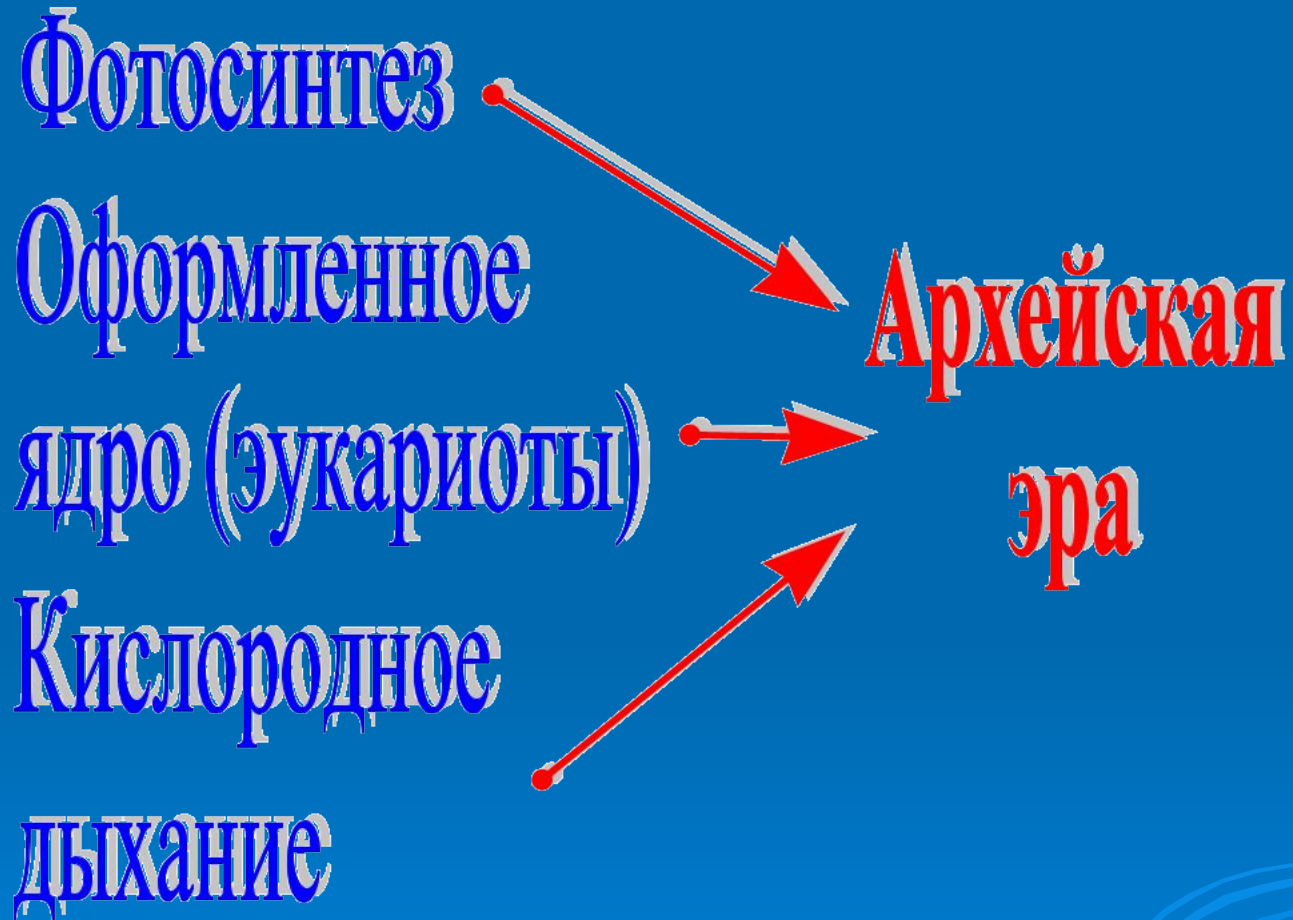 Фотосинтез
Оформленное
ядро (эукариоты)
Кислородное
дыхание
Архейская
эра